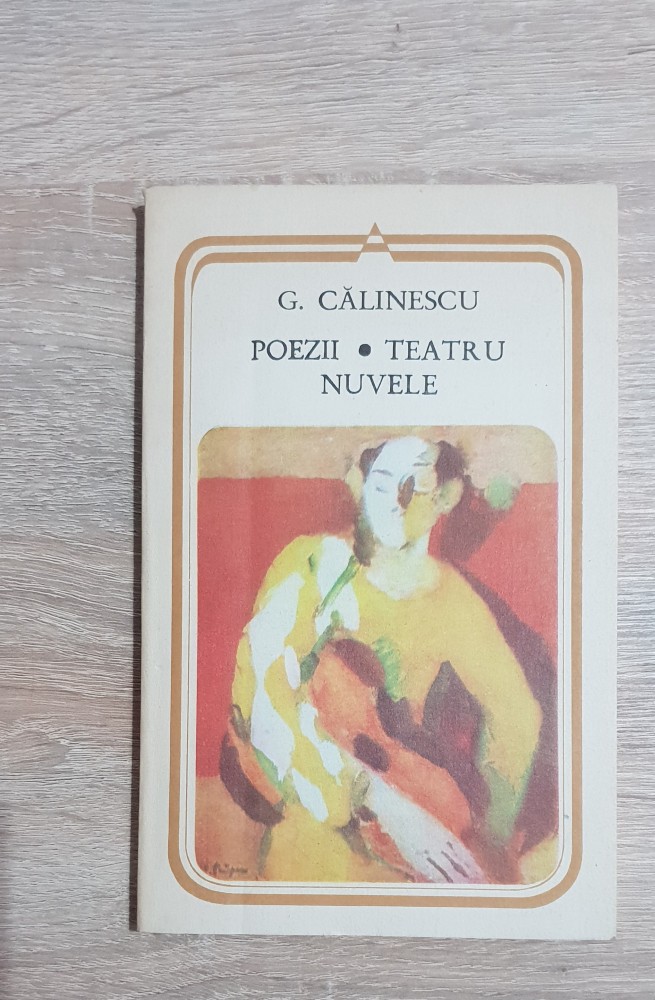 G. CĂLINESCU
POEZII • TEATRU
NUVELE